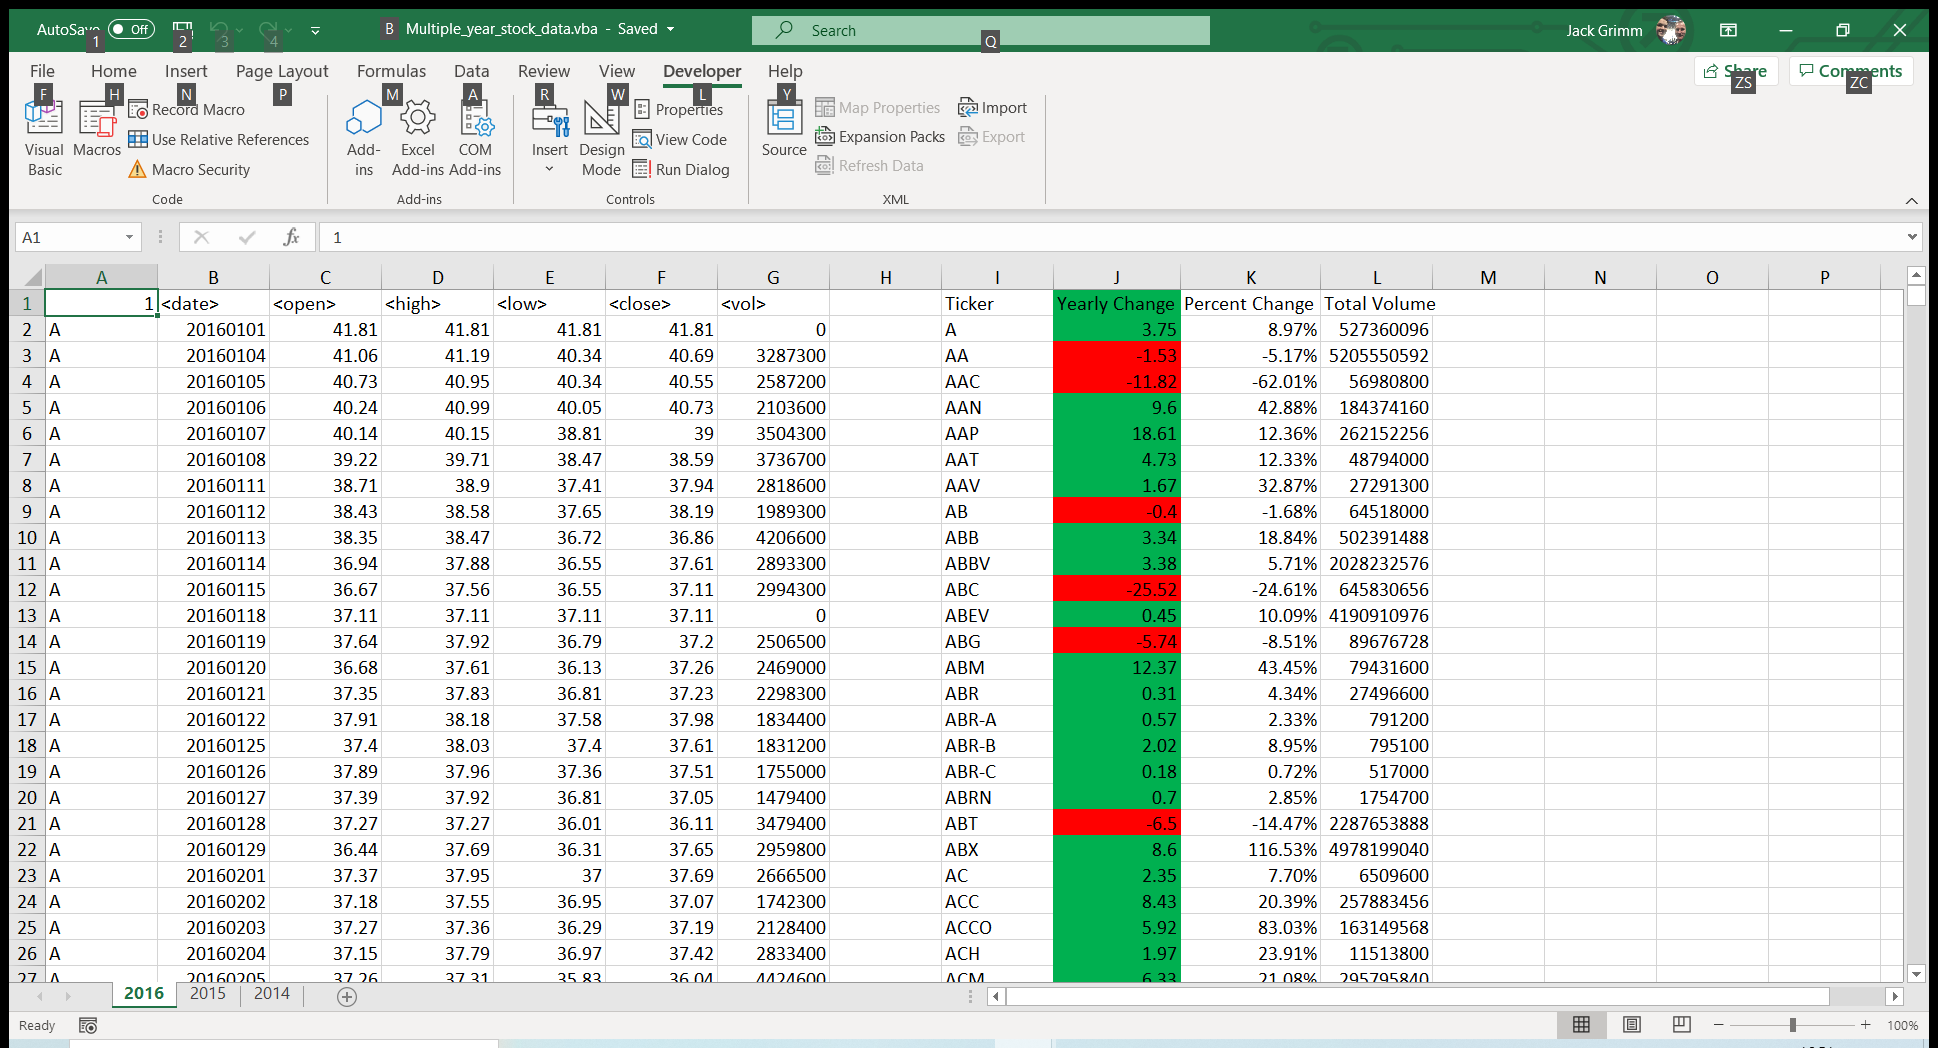 AutoSave Off B Multiple_year_stock_data.vba - Saved Search Jack Grimm
1 2 3 4 Q
File Home Insert Page Layout Formulas Data Review View Developer Help Share Comments
F H N P M A R W L Y ZS ZC
Record Macro Properties Map Properties Import
Use Relative References View Code Expansion Packs Export
Visual Basic Macros Add-ins Excel Add-ins COM Add-ins Insert Design Mode Source
Macro Security Run Dialog Refresh Data
Code Add-ins Controls XML
A1 fx 1
A B C D E F G H I J K L M N O P
1 1 <date> <open> <high> <low> <close> <vol> Ticker Yearly Change Percent Change Total Volume
2 A 20160101 41.81 41.81 41.81 41.81 0 A 3.75 8.97% 527360096
3 A 20160104 41.06 41.19 40.34 40.69 3287300 AA -1.53 -5.17% 5205550592
4 A 20160105 40.73 40.95 40.34 40.55 2587200 AAC -11.82 -62.01% 56980800
5 A 20160106 40.24 40.99 40.05 40.73 2103600 AAN 9.6 42.88% 184374160
6 A 20160107 40.14 40.15 38.81 39 3504300 AAP 18.61 12.36% 262152256
7 A 20160108 39.22 39.71 38.47 38.59 3736700 AAT 4.73 12.33% 48794000
8 A 20160111 38.71 38.9 37.41 37.94 2818600 AAV 1.67 32.87% 27291300
9 A 20160112 38.43 38.58 37.65 38.19 1989300 AB -0.4 -1.68% 64518000
10 A 20160113 38.35 38.47 36.72 36.86 4206600 ABB 3.34 18.84% 502391488
11 A 20160114 36.94 37.88 36.55 37.61 2893300 ABBV 3.38 5.71% 2028232576
12 A 20160115 36.67 37.56 36.55 37.11 2994300 ABC -25.52 -24.61% 645830656
13 A 20160118 37.11 37.11 37.11 37.11 0 ABEV 0.45 10.09% 4190910976
14 A 20160119 37.64 37.92 36.79 37.2 2506500 ABG -5.74 -8.51% 89676728
15 A 20160120 36.68 37.61 36.13 37.26 2469000 ABM 12.37 43.45% 79431600
16 A 20160121 37.35 37.83 36.81 37.23 2298300 ABR 0.31 4.34% 27496600
17 A 20160122 37.91 38.18 37.58 37.98 1834400 ABR-A 0.57 2.33% 791200
18 A 20160125 37.4 38.03 37.4 37.61 1831200 ABR-B 2.02 8.95% 795100
19 A 20160126 37.89 37.96 37.36 37.51 1755000 ABR-C 0.18 0.72% 517000
20 A 20160127 37.39 37.92 36.81 37.05 1479400 ABRN 0.7 2.85% 1754700
21 A 20160128 37.27 37.27 36.01 36.11 3479400 ABT -6.5 -14.47% 2287653888
22 A 20160129 36.44 37.69 36.31 37.65 2959800 ABX 8.6 116.53% 4978199040
23 A 20160201 37.37 37.95 37 37.69 2666500 AC 2.35 7.70% 6509600
24 A 20160202 37.18 37.55 36.95 37.07 1742300 ACC 8.43 20.39% 257883456
25 A 20160203 37.27 37.36 36.29 37.19 2128400 ACCO 5.92 83.03% 163149568
26 A 20160204 37.15 37.79 36.97 37.42 2833400 ACH 1.97 23.91% 11513800
27 A 20160205 37.26 37.31 35.83 36.04 4424600 ACM 6.33 21.08% 295795840
2016 2015 2014
Ready 100%